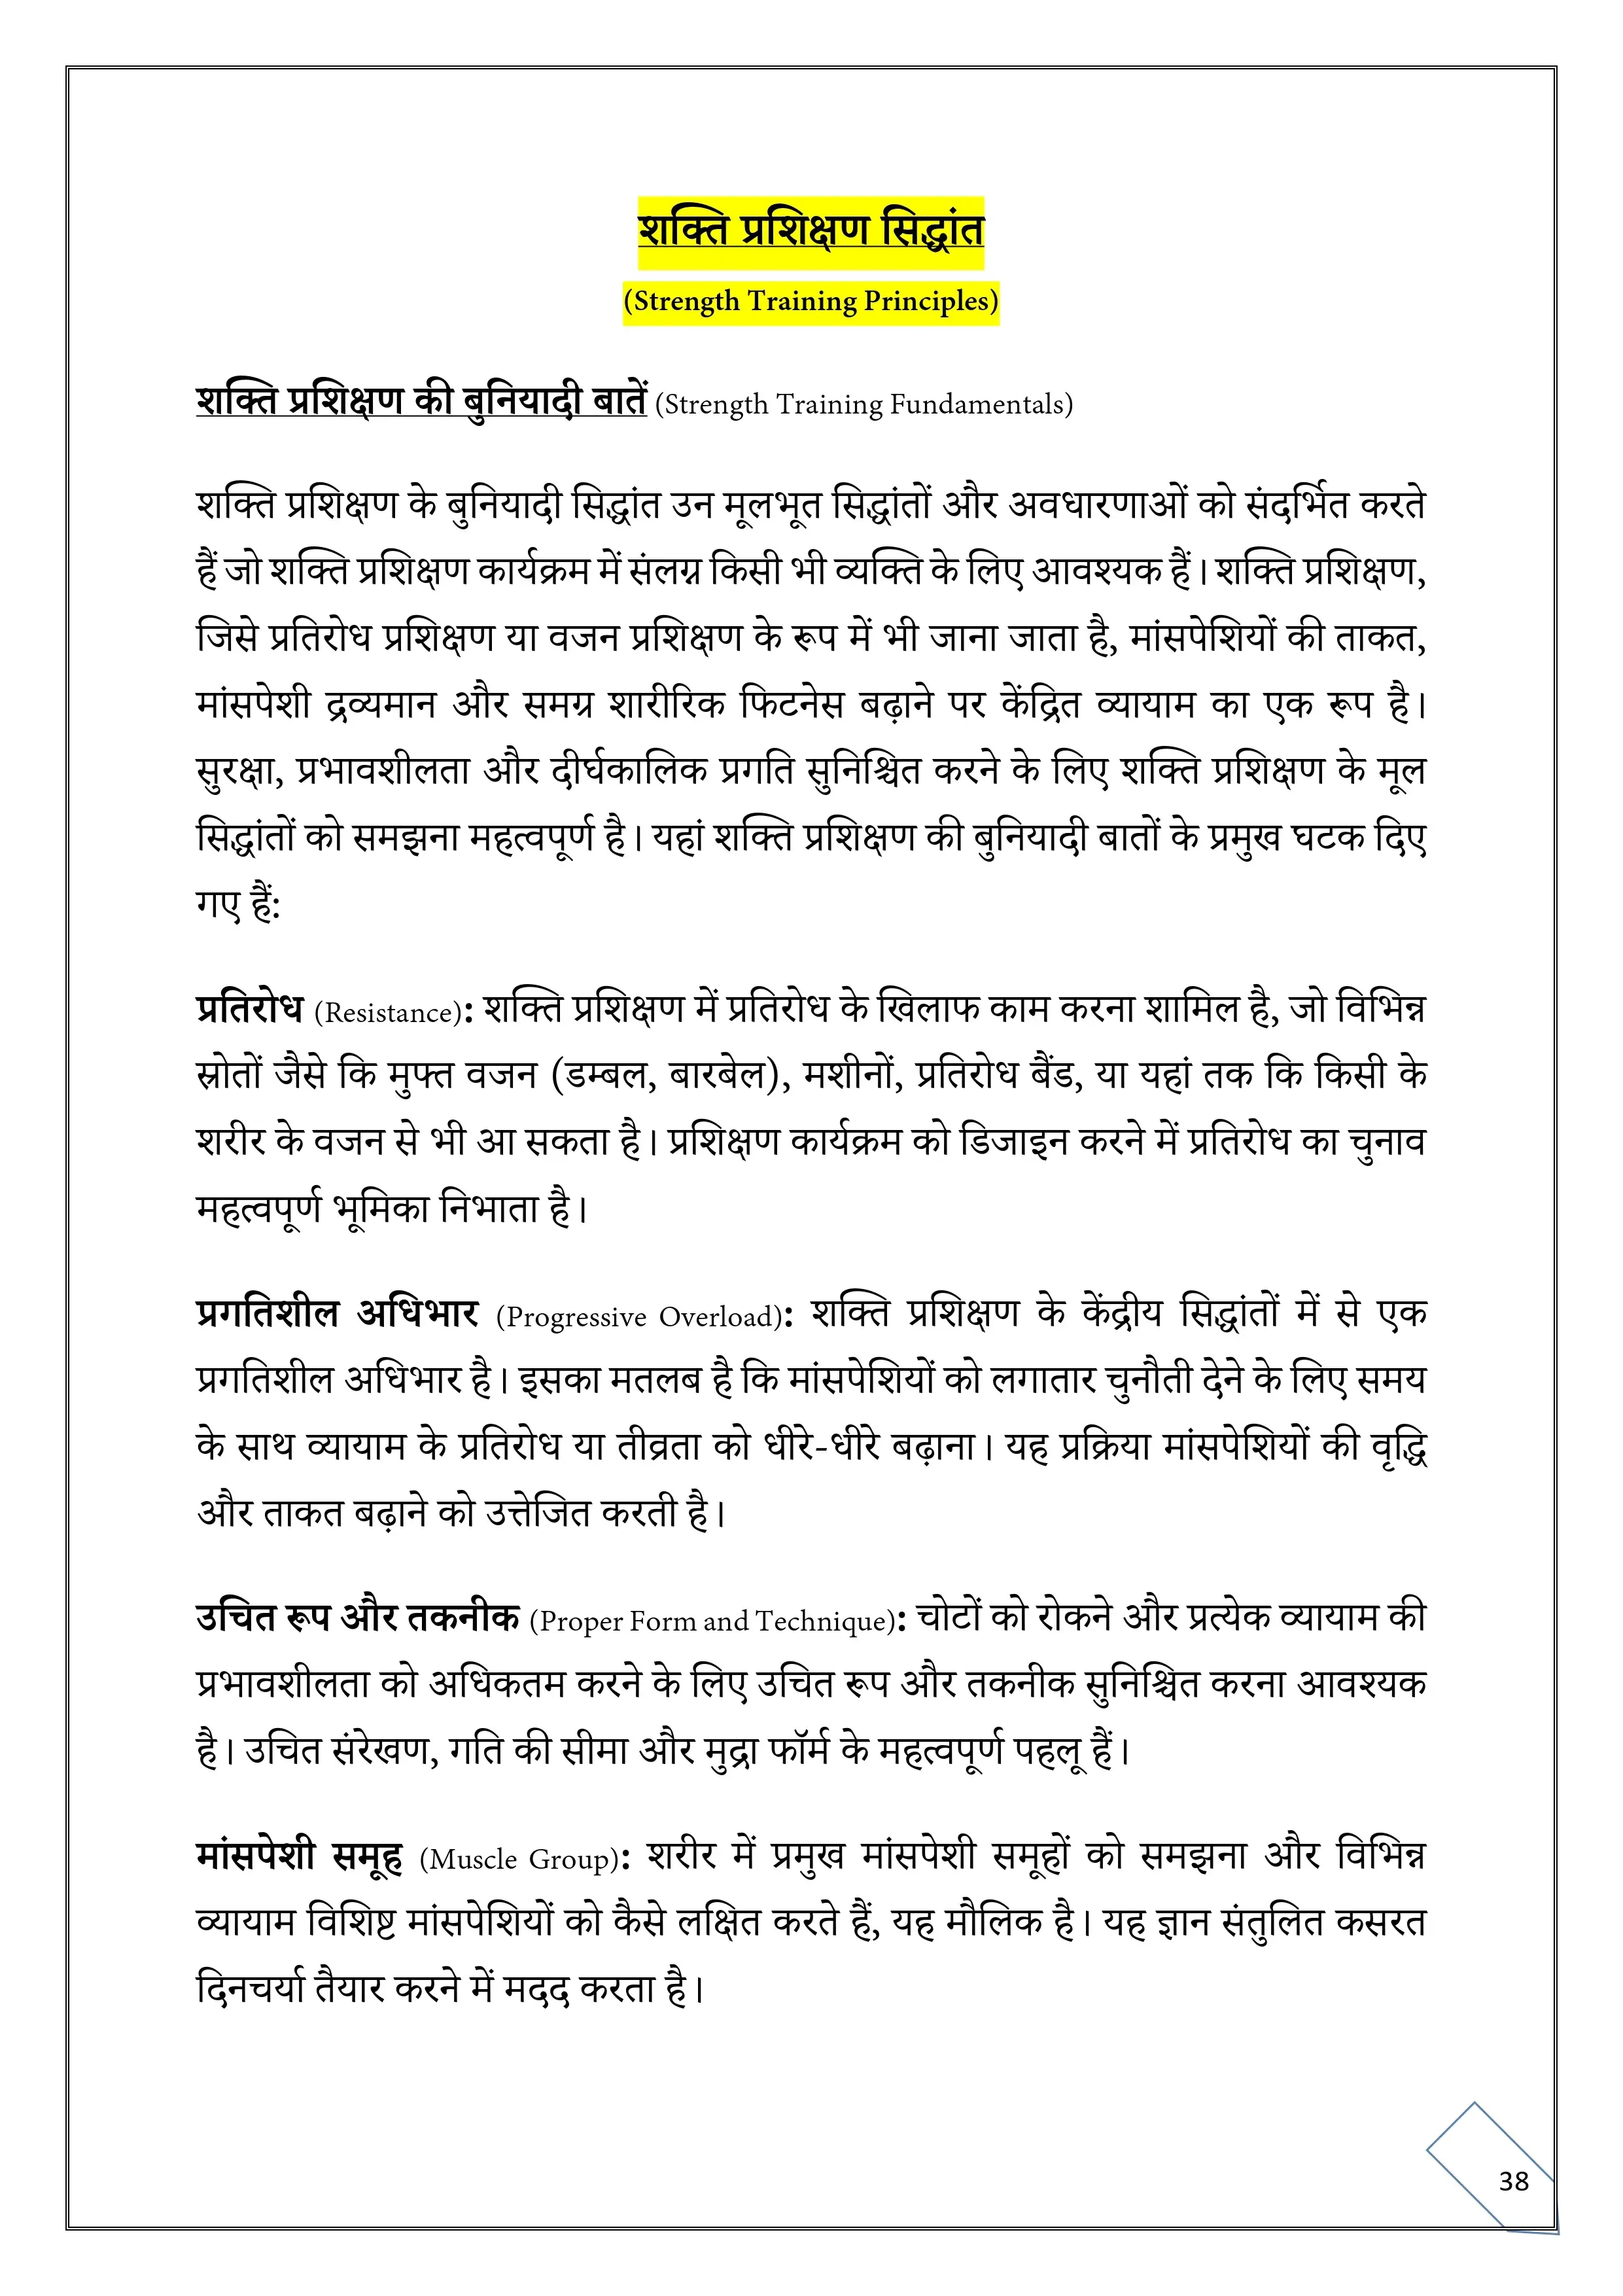 शक्ति प्रशिक्षण सिद्धांत
(Strength Training Principles)
शक्ति प्रशिक्षण की बुनियादी बातें (Strength Training Fundamentals)
शक्ति प्रशिक्षण के बुनियादी सिद्धांत उन मूलभूत सिद्धांतों और अवधारणाओं को संदर्भित करते
हैं जो शक्ति प्रशिक्षण कार्यक्रम में संलग्न किसी भी व्यक्ति के लिए आवश्यक हैं। शक्ति प्रशिक्षण,
जिसे प्रतिरोध प्रशिक्षण या वजन प्रशिक्षण के रूप में भी जाना जाता है, मांसपेशियों की ताकत,
मांसपेशी द्रव्यमान और समग्र शारीरिक फिटनेस बढ़ाने पर केंद्रित व्यायाम का एक रूप है।
सुरक्षा, प्रभावशीलता और दीर्घकालिक प्रगति सुनिश्चित करने के लिए शक्ति प्रशिक्षण के मूल
सिद्धांतों को समझना महत्वपूर्ण है। यहां शक्ति प्रशिक्षण की बुनियादी बातों के प्रमुख घटक दिए
गए हैं:
प्रतिरोध (Resistance): शक्ति प्रशिक्षण में प्रतिरोध के खिलाफ काम करना शामिल है, जो विभिन्न
स्रोतों जैसे कि मुफ्त वजन (डम्बल, बारबेल), मशीनों, प्रतिरोध बैंड, या यहां तक कि किसी के
शरीर के वजन से भी आ सकता है। प्रशिक्षण कार्यक्रम को डिजाइन करने में प्रतिरोध का चुनाव
महत्वपूर्ण भूमिका निभाता है।
प्रगतिशील अधिभार (Progressive Overload): शक्ति प्रशिक्षण के केंद्रीय सिद्धांतों में से एक
प्रगतिशील अधिभार है। इसका मतलब है कि मांसपेशियों को लगातार चुनौती देने के लिए समय
के साथ व्यायाम के प्रतिरोध या तीव्रता को धीरे-धीरे बढ़ाना। यह प्रक्रिया मांसपेशियों की वृद्धि
और ताकत बढ़ाने को उत्तेजित करती है।
उचित रूप और तकनीक (Proper Form and Technique): चोटों को रोकने और प्रत्येक व्यायाम की
प्रभावशीलता को अधिकतम करने के लिए उचित रूप और तकनीक सुनिश्चित करना आवश्यक
है। उचित संरेखण, गति की सीमा और मुद्रा फॉर्म के महत्वपूर्ण पहलू हैं।
मांसपेशी समूह (Muscle Group): शरीर में प्रमुख मांसपेशी समूहों को समझना और विभिन्न
व्यायाम विशिष्ट मांसपेशियों को कैसे लक्षित करते हैं, यह मौलिक है। यह ज्ञान संतुलित कसरत
दिनचर्या तैयार करने में मदद करता है।
38